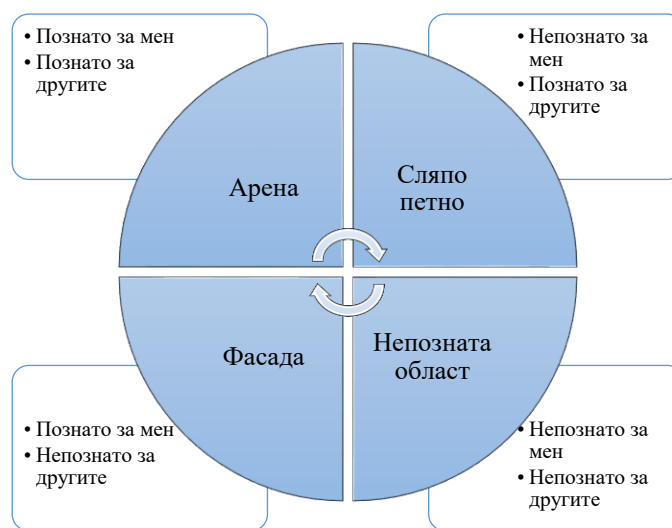 • Познато за мен
• Познато за
другите
• Непознато за
мен
• Познато за
другите
Арена
Сляпо
петно
Фасада
Непозната
област
• Познато за мен
• Непознато за
другите
• Непознато за
мен
• Непознато за
другите